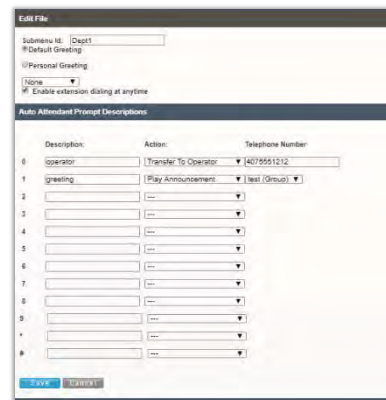 Edit File
Submenu Id: Dept1
Default Greeting
Personal Greeting
None
Enable extension dialing at anytime
Auto Attendant Prompt Descriptions
Description: Action: Telephone Number
0 operator Transfer To Operator 4075551212
1 greeting Play Announcement test (Group)
2 ---
3 ---
4 ---
5 ---
6 ---
7 ---
8 ---
9 ---
* ---
# ---
Save Cancel